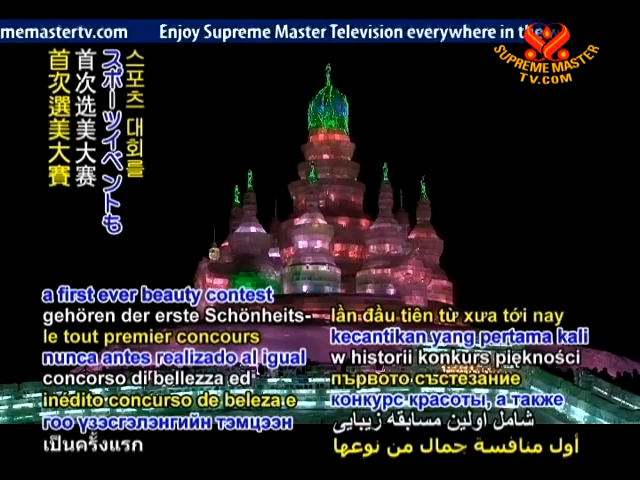 memastertv.com
Enjoy Supreme Master Television everywhere in the w
SUPREME MASTER
TV.COM
스포츠 대회를
スポーツイベントも
首次选美大赛
首次選美大賽
a first ever beauty contest
gehören der erste Schönheits-
le tout premier concours
nunca antes realizado al igual
concorso di bellezza ed
inédito concurso de beleza e
гоо үзэсгэлэнгийн тэмцээн
เป็นครั้งแรก
lần đầu tiên từ xưa tới nay
kecantikan yang pertama kali
w historii konkurs piękności
първото състезание
конкурс красоты, а также
شامل اولین مسابقه زیبایی
أول منافسة جمال من نوعها